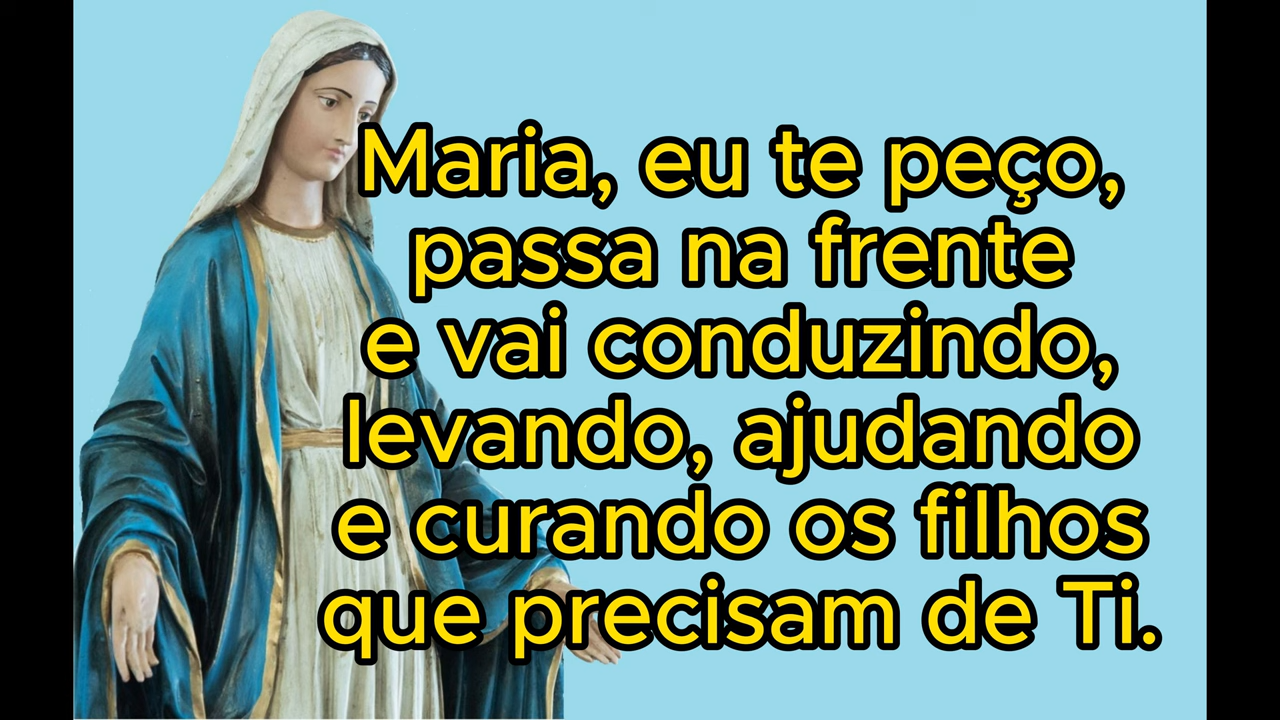 Maria, eu te peço,
passa na frente
e vai conduzindo,
levando, ajudando
e curando os filhos
que precisam de Ti.